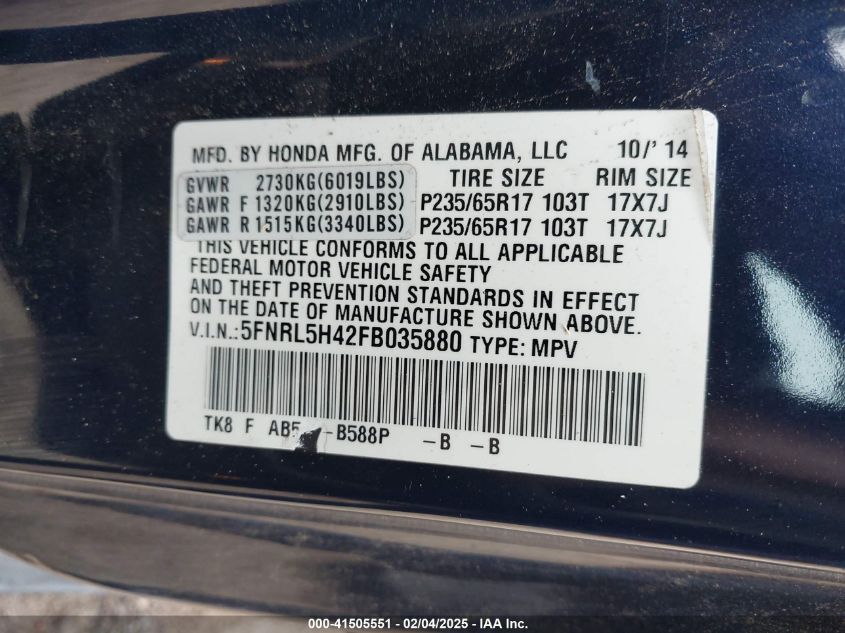 MFD. BY HONDA MFG. OF ALABAMA, LLC 10/'14
GVWR 2730KG(6019LBS) TIRE SIZE RIM SIZE
GAWR F 1320KG(2910LBS) P235/65R17 103T 17X7J
GAWR R 1515KG(3340LBS) P235/65R17 103T 17X7J
THIS VEHICLE CONFORMS TO ALL APPLICABLE
FEDERAL MOTOR VEHICLE SAFETY
AND THEFT PREVENTION STANDARDS IN EFFECT
ON THE DATE OF MANUFACTURE SHOWN ABOVE.
V.I.N.:5FNRL5H42FB035880 TYPE: MPV
TK8 F AB5 -B588P -B -B
000-41505551 - 02/04/2025 - IAA Inc.